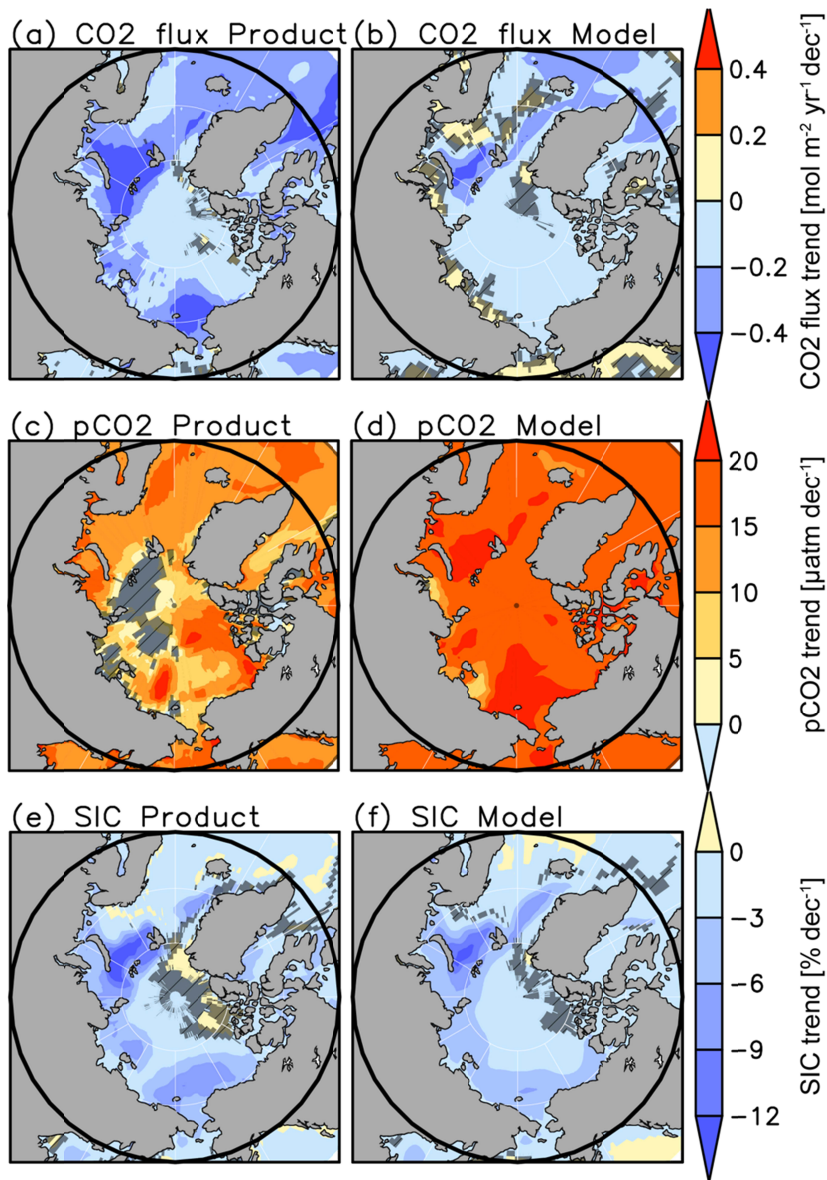 (a) CO2 flux Product
(b) CO2 flux Model
0.4
0.2
0
−0.2
−0.4
CO2 flux trend [mol m⁻² yr⁻¹ dec⁻¹]
(c) pCO2 Product
(d) pCO2 Model
20
15
10
5
0
pCO2 trend [µatm dec⁻¹]
(e) SIC Product
(f) SIC Model
0
−3
−6
−9
−12
SIC trend [% dec⁻¹]